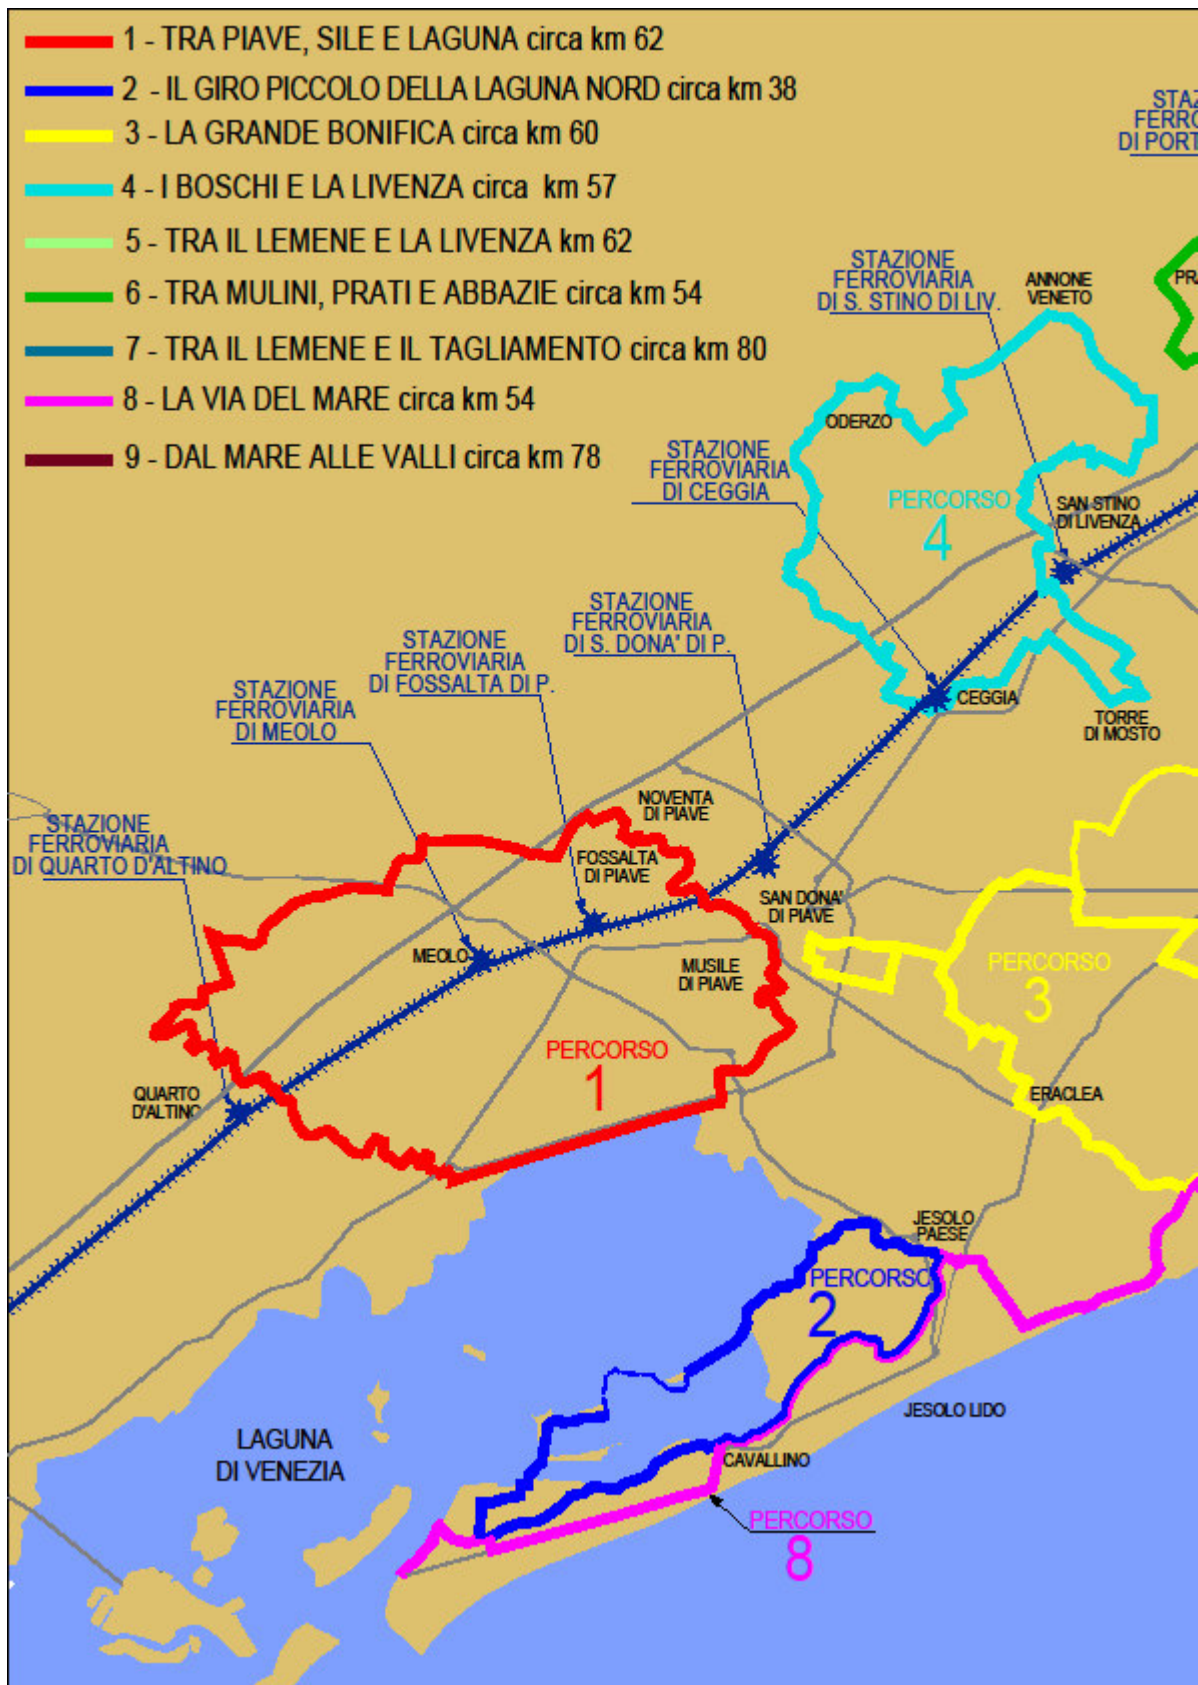 1 - TRA PIAVE, SILE E LAGUNA circa km 62
2 - IL GIRO PICCOLO DELLA LAGUNA NORD circa km 38
3 - LA GRANDE BONIFICA circa km 60
4 - I BOSCHI E LA LIVENZA circa km 57
5 - TRA IL LEMENE E LA LIVENZA km 62
6 - TRA MULINI, PRATI E ABBAZIE circa km 54
7 - TRA IL LEMENE E IL TAGLIAMENTO circa km 80
8 - LA VIA DEL MARE circa km 54
9 - DAL MARE ALLE VALLI circa km 78
DI PORT
STAZIONE
FERROVIARIA
DI S. STINO DI LIV.
ANNONE
VENETO
ODERZO
STAZIONE
FERROVIARIA
DI CEGGIA
PERCORSO
4
SAN STINO
DI LIVENZA
STAZIONE
FERROVIARIA
DI S. DONA' DI P.
STAZIONE
FERROVIARIA
DI FOSSALTA DI P.
STAZIONE
FERROVIARIA
DI MEOLO
CEGGIA
TORRE
DI MOSTO
NOVENTA
DI PIAVE
STAZIONE
FERROVIARIA
DI QUARTO D'ALTINO
FOSSALTA
DI PIAVE
SAN DONA'
DI PIAVE
MEOLO
MUSILE
DI PIAVE
PERCORSO
3
PERCORSO
1
QUARTO
D'ALTINO
ERACLEA
JESOLO
PAESE
PERCORSO
2
JESOLO LIDO
LAGUNA
DI VENEZIA
CAVALLINO
PERCORSO
8